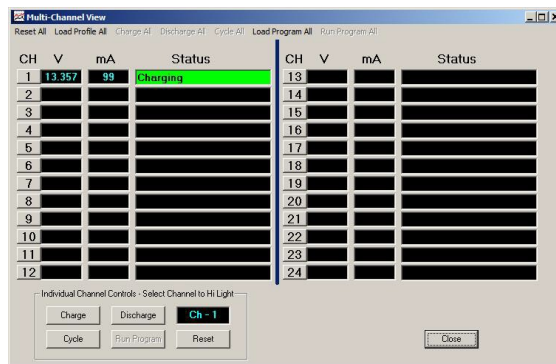 Multi-Channel View
Reset All Load Profile All Charge All Discharge All Cycle All Load Program All Run Program All
CH V mA Status CH V mA Status
1 13.357 99 Charging 13
2 14
3 15
4 16
5 17
6 18
7 19
8 20
9 21
10 22
11 23
12 24
Individual Channel Controls - Select Channel to Hi Light
Charge Discharge Ch - 1
Cycle Run Program Reset Close